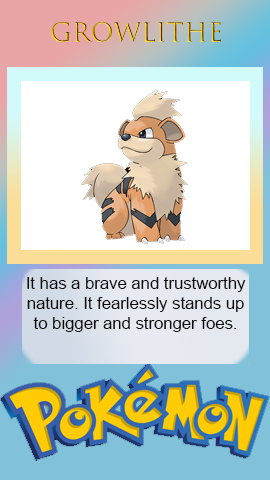 GROWLITHE
It has a brave and trustworthy
nature. It fearlessly stands up
to bigger and stronger foes.
POKéMON